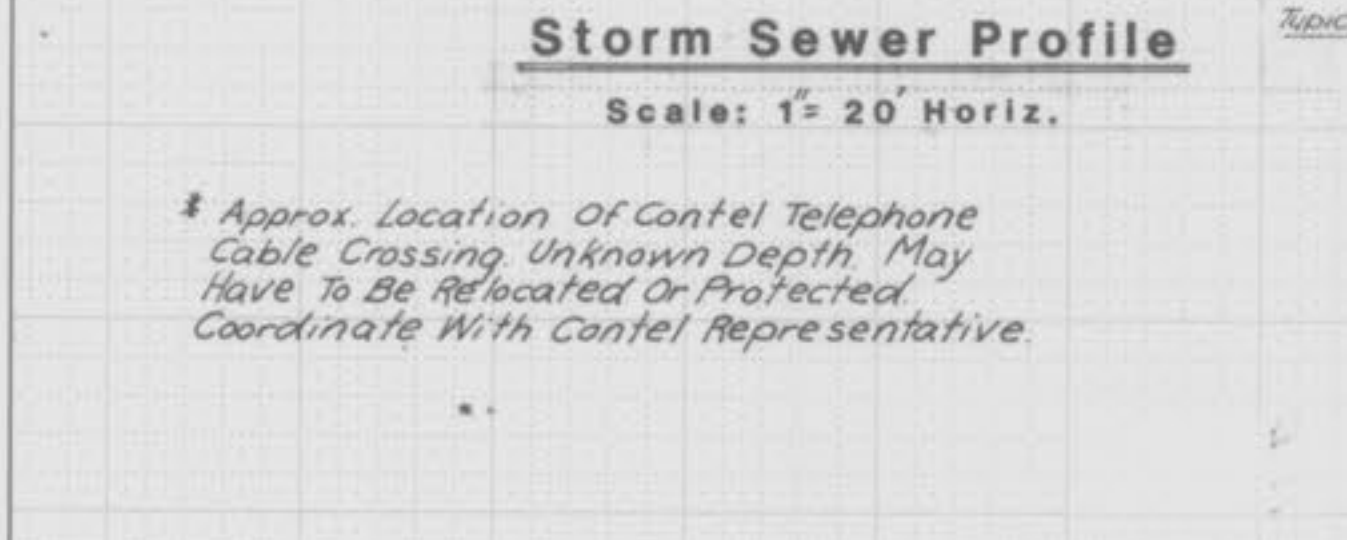 Storm Sewer Profile
Scale: 1"= 20' Horiz.
* Approx. Location Of Contel Telephone
Cable Crossing. Unknown Depth. May
Have To Be Relocated Or Protected.
Coordinate With Contel Representative.